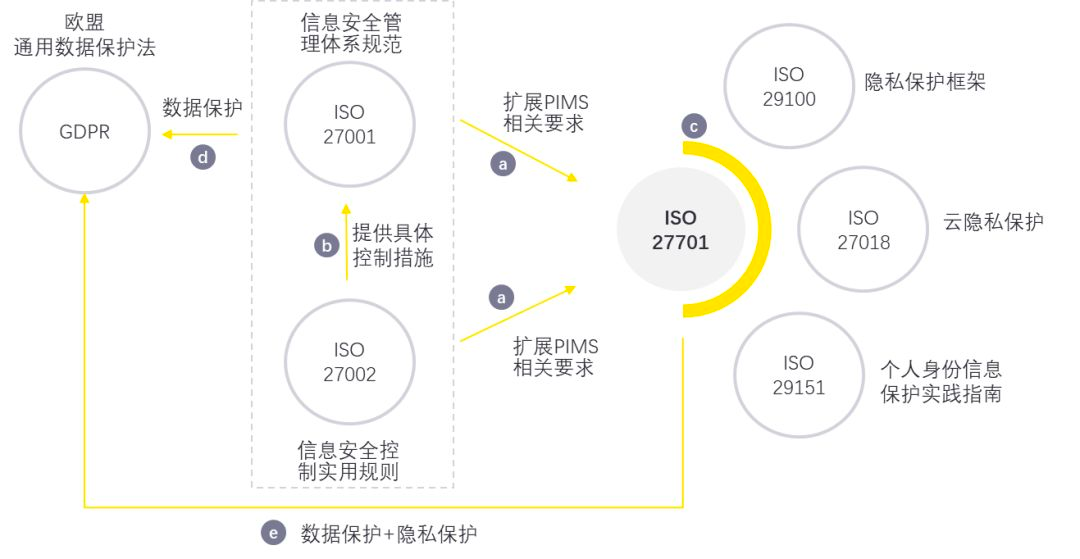 欧盟
通用数据保护法
GDPR
数据保护
d
信息安全管
理体系规范
ISO
27001
b
提供具体
控制措施
ISO
27002
信息安全控
制实用规则
扩展PIMS
相关要求
a
a
扩展PIMS
相关要求
c
ISO
27701
ISO
29100
隐私保护框架
ISO
27018
云隐私保护
ISO
29151
个人身份信息
保护实践指南
e
数据保护+隐私保护